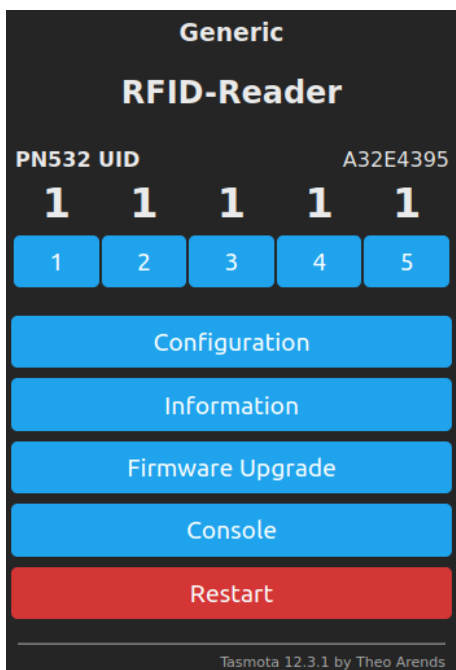 Generic
RFID-Reader
PN532 UID A32E4395
1 1 1 1 1
1 2 3 4 5
Configuration
Information
Firmware Upgrade
Console
Restart
Tasmota 12.3.1 by Theo Arends